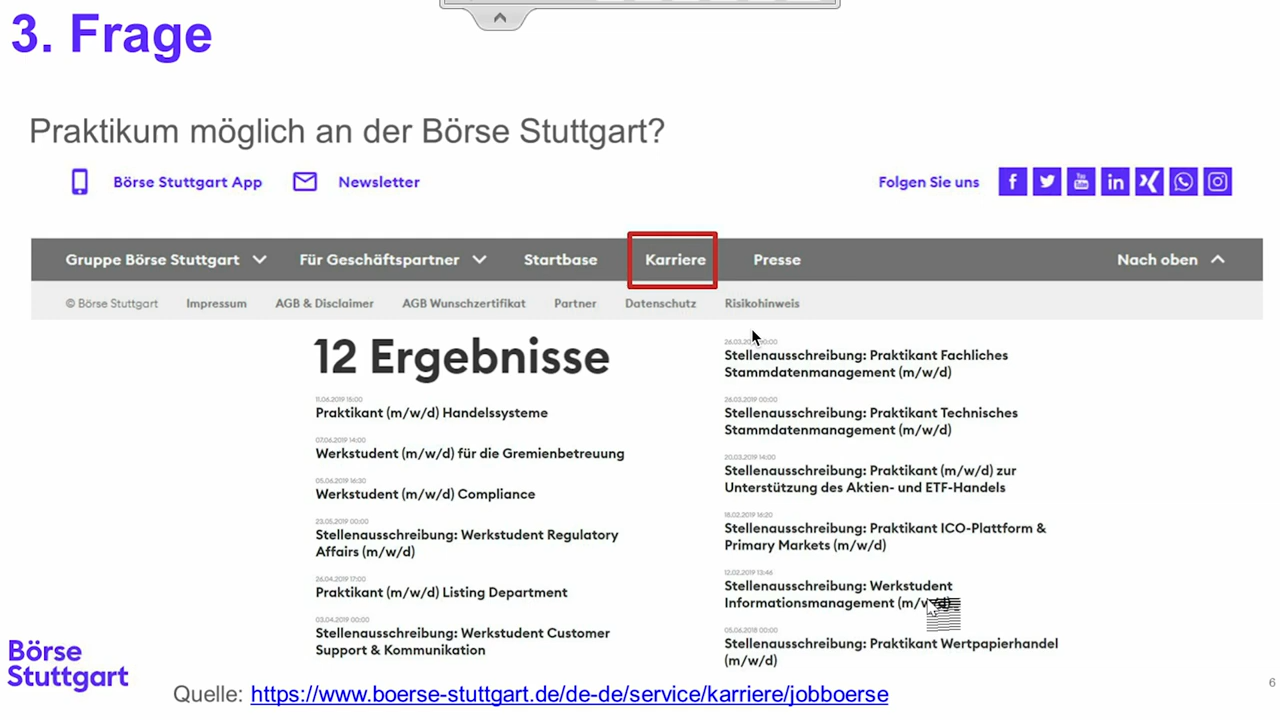 3. Frage
Praktikum möglich an der Börse Stuttgart?
Börse Stuttgart App
Newsletter
Folgen Sie uns
Gruppe Börse Stuttgart
Für Geschäftspartner
Startbase
Karriere
Presse
Nach oben
© Börse Stuttgart
Impressum
AGB & Disclaimer
AGB Wunschzertifikat
Partner
Datenschutz
Risikohinweis
12 Ergebnisse
11.06.2019 15:00
Praktikant (m/w/d) Handelssysteme
07.06.2019 14:00
Werkstudent (m/w/d) für die Gremienbetreuung
05.06.2019 16:30
Werkstudent (m/w/d) Compliance
23.05.2019 00:00
Stellenausschreibung: Werkstudent Regulatory
Affairs (m/w/d)
26.04.2019 17:00
Praktikant (m/w/d) Listing Department
03.04.2019 00:00
Stellenausschreibung: Werkstudent Customer
Support & Kommunikation
Stellenausschreibung: Praktikant Fachliches
Stammdatenmanagement (m/w/d)
26.03.2019 00:00
Stellenausschreibung: Praktikant Technisches
Stammdatenmanagement (m/w/d)
20.03.2019 14:00
Stellenausschreibung: Praktikant (m/w/d) zur
Unterstützung des Aktien- und ETF-Handels
18.02.2019 16:20
Stellenausschreibung: Praktikant ICO-Plattform &
Primary Markets (m/w/d)
12.02.2019 13:46
Stellenausschreibung: Werkstudent
Informationsmanagement (m/w/d)
05.06.2018 00:00
Stellenausschreibung: Praktikant Wertpapierhandel
(m/w/d)
Börse
Stuttgart
Quelle: https://www.boerse-stuttgart.de/de-de/service/karriere/jobboerse
6